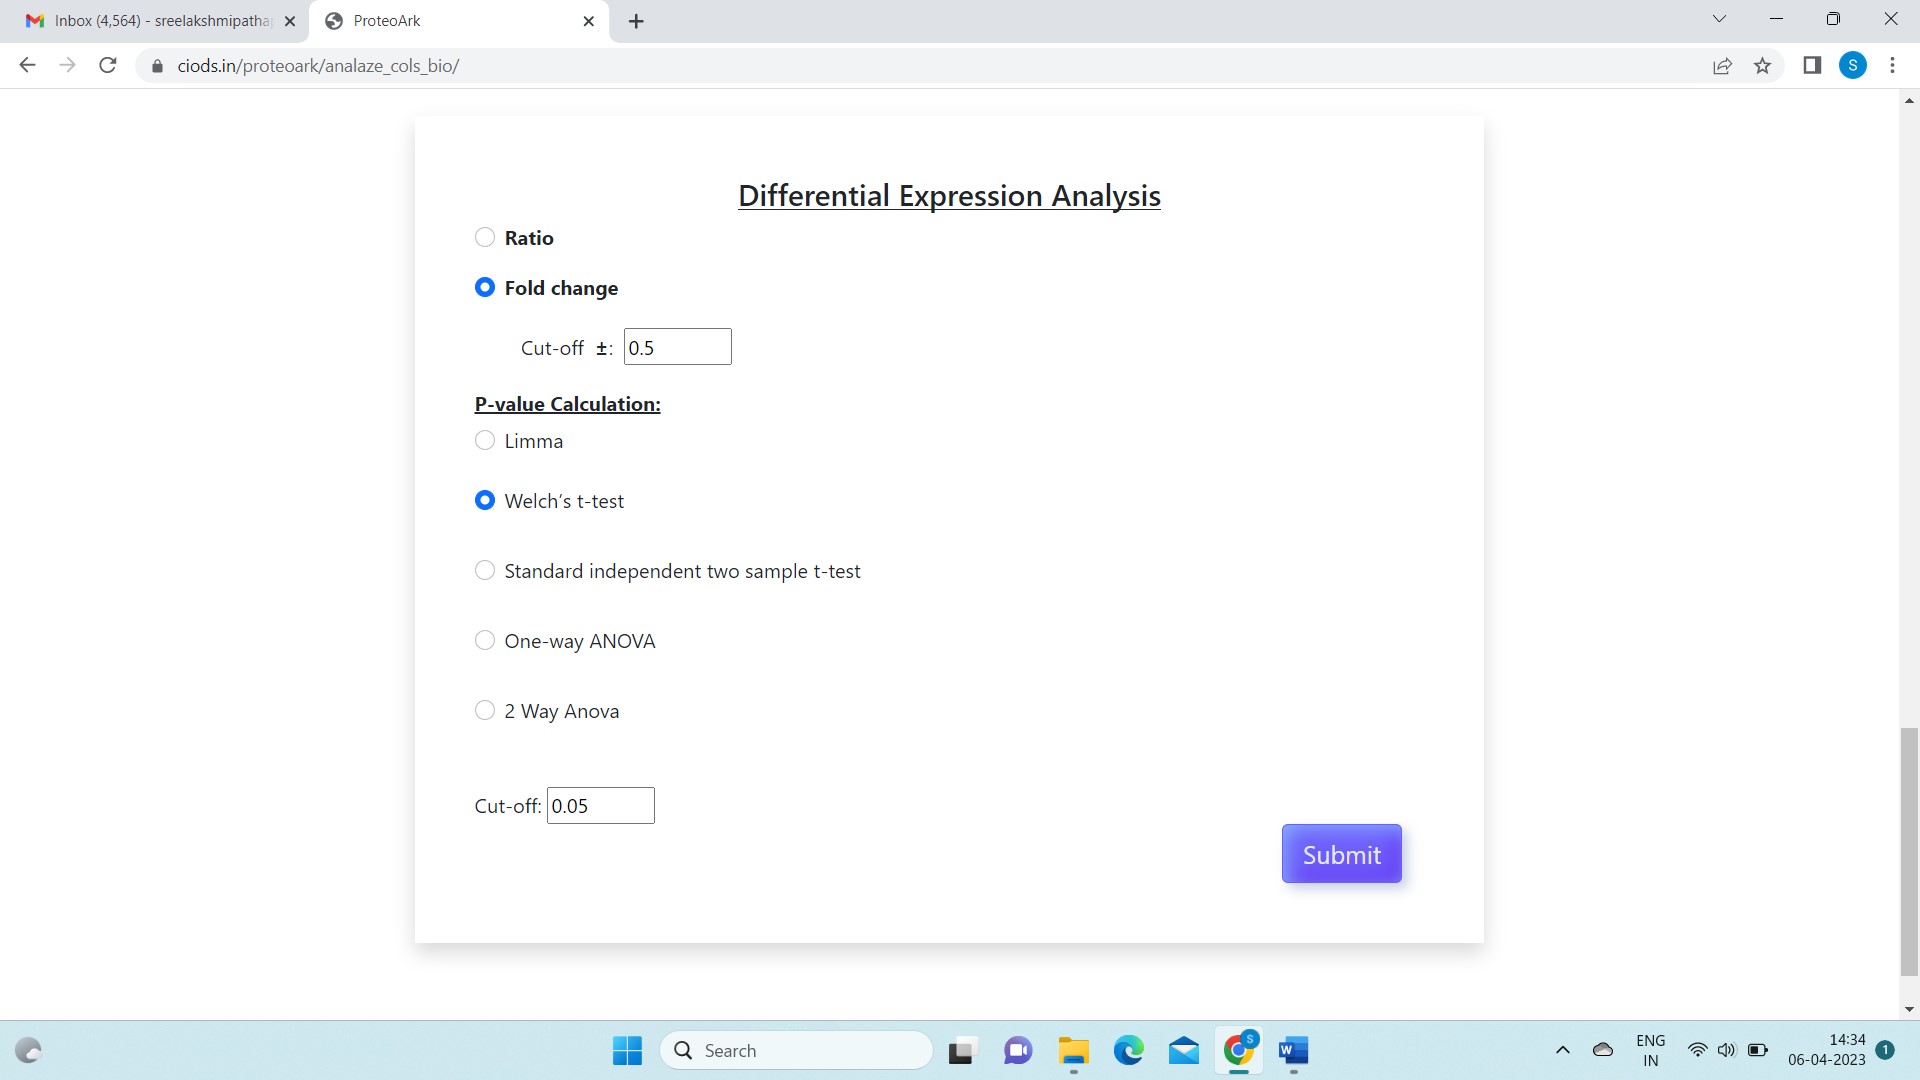 Inbox (4,564) - sreelakshmipatha
ProteoArk
ciods.in/proteoark/analaze_cols_bio/
S
Differential Expression Analysis
Ratio
Fold change
Cut-off ±: 0.5
P-value Calculation:
Limma
Welch's t-test
Standard independent two sample t-test
One-way ANOVA
2 Way Anova
Cut-off: 0.05
Submit
Search
S
W
ENG
IN
14:34
06-04-2023
1